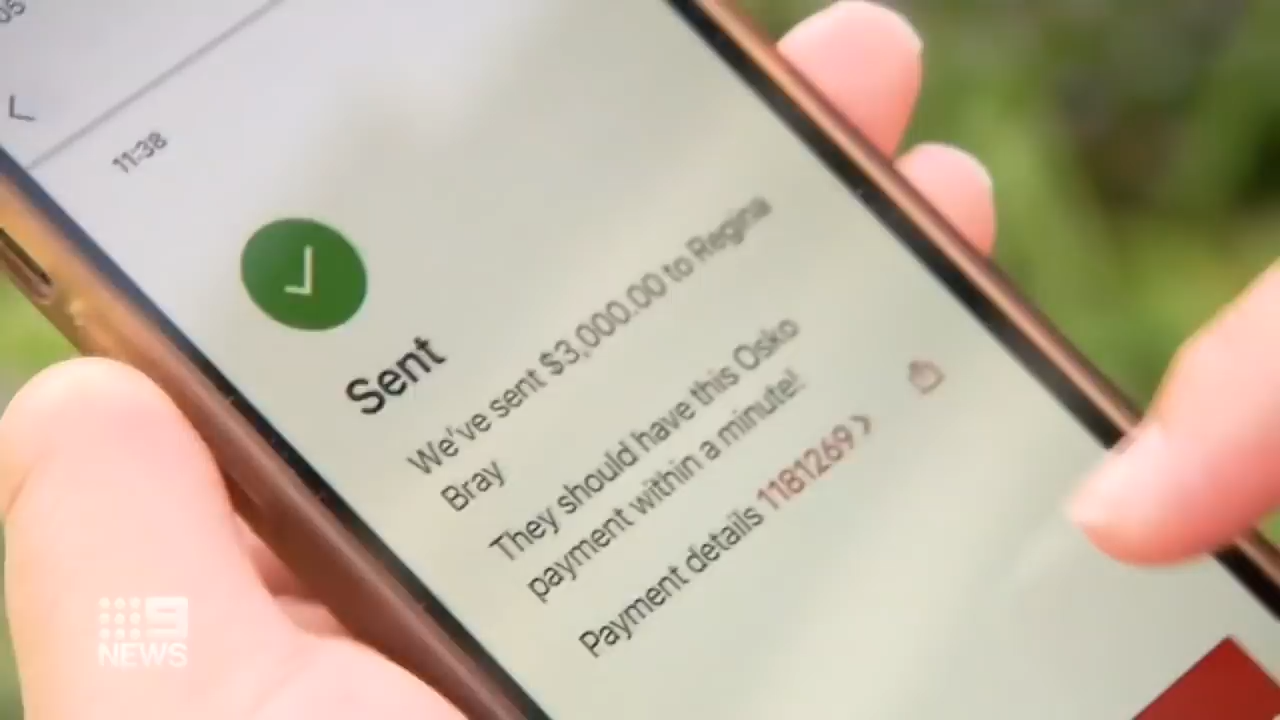 05
11:38
Sent
We've sent $3,000.00 to Regina
Bray
They should have this Osko
payment within a minute!
Payment details 1181269
9
NEWS